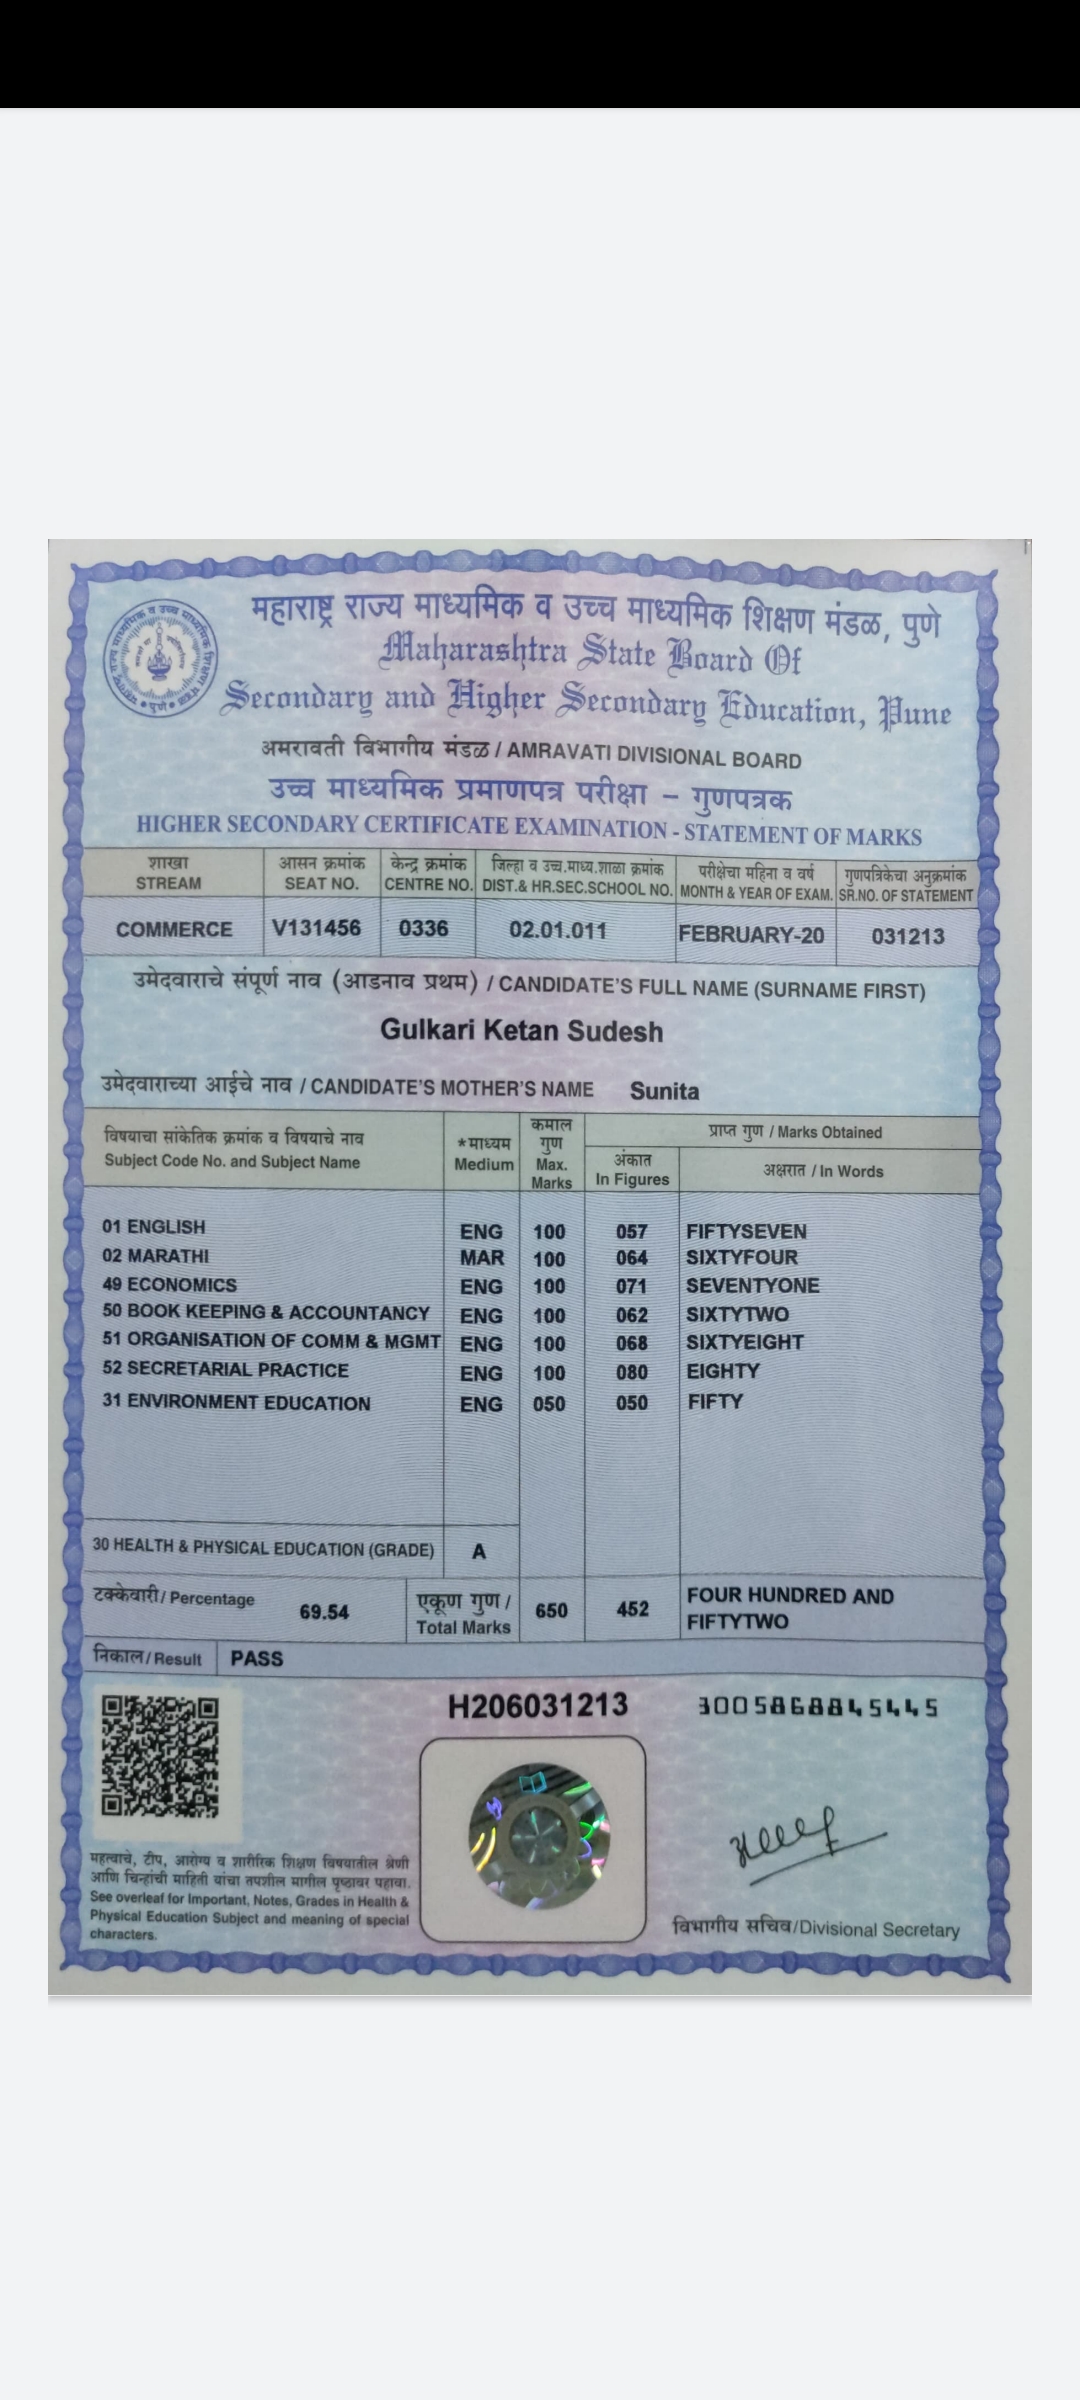 महाराष्ट्र राज्य माध्यमिक व उच्च माध्यमिक शिक्षण मंडळ, पुणे
Maharashtra State Board Of
Secondary and Higher Secondary Education, Pune
अमरावती विभागीय मंडळ / AMRAVATI DIVISIONAL BOARD
उच्च माध्यमिक प्रमाणपत्र परीक्षा – गुणपत्रक
HIGHER SECONDARY CERTIFICATE EXAMINATION - STATEMENT OF MARKS
शाखा आसन क्रमांक केन्द्र क्रमांक जिल्हा व उच्च.माध्य.शाळा क्रमांक परीक्षेचा महिना व वर्ष गुणपत्रिकेचा अनुक्रमांक
STREAM SEAT NO. CENTRE NO. DIST.& HR.SEC.SCHOOL NO. MONTH & YEAR OF EXAM. SR.NO. OF STATEMENT
COMMERCE V131456 0336 02.01.011 FEBRUARY-20 031213
उमेदवाराचे संपूर्ण नाव (आडनाव प्रथम) / CANDIDATE'S FULL NAME (SURNAME FIRST)
Gulkari Ketan Sudesh
उमेदवाराच्या आईचे नाव / CANDIDATE'S MOTHER'S NAME Sunita
विषयाचा सांकेतिक क्रमांक व विषयाचे नाव
Subject Code No. and Subject Name
*माध्यम
Medium
कमाल
गुण
Max.
Marks
प्राप्त गुण / Marks Obtained
अंकात
In Figures
अक्षरात / In Words
01 ENGLISH ENG 100 057 FIFTYSEVEN
02 MARATHI MAR 100 064 SIXTYFOUR
49 ECONOMICS ENG 100 071 SEVENTYONE
50 BOOK KEEPING & ACCOUNTANCY ENG 100 062 SIXTYTWO
51 ORGANISATION OF COMM & MGMT ENG 100 068 SIXTYEIGHT
52 SECRETARIAL PRACTICE ENG 100 080 EIGHTY
31 ENVIRONMENT EDUCATION ENG 050 050 FIFTY
30 HEALTH & PHYSICAL EDUCATION (GRADE) A
टक्केवारी/ Percentage 69.54
एकूण गुण /
Total Marks
650 452
FOUR HUNDRED AND
FIFTYTWO
निकाल/ Result PASS
H206031213 3005868845445
महत्वाचे, टीप, आरोग्य व शारीरिक शिक्षण विषयातील श्रेणी
आणि चिन्हांची माहिती यांचा तपशील मागील पृष्ठावर पहावा.
See overleaf for Important, Notes, Grades in Health &
Physical Education Subject and meaning of special
characters.
विभागीय सचिव/Divisional Secretary